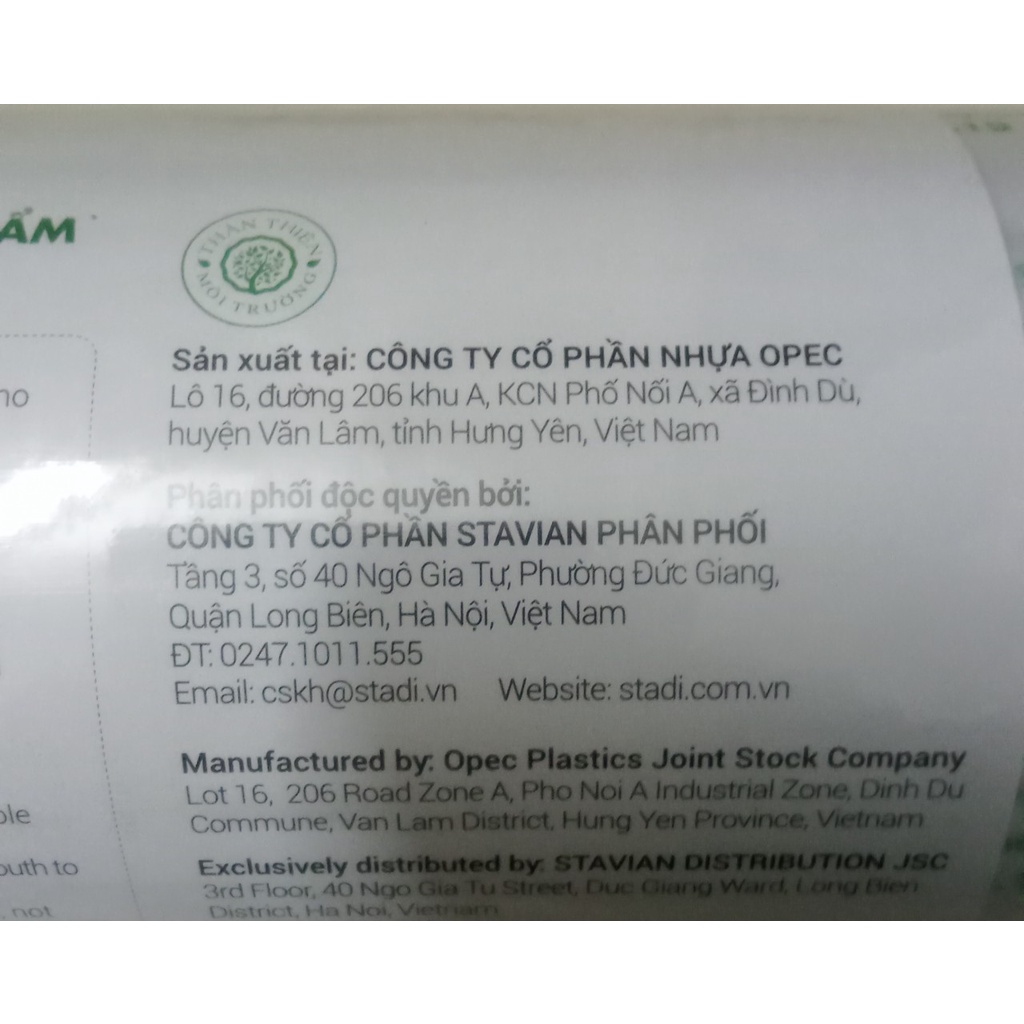 ẨM
THÂN THIỆN
MÔI TRƯỜNG
Sản xuất tại: CÔNG TY CỔ PHẦN NHỰA OPEC
Lô 16, đường 206 khu A, KCN Phố Nối A, xã Đình Dù,
huyện Văn Lâm, tỉnh Hưng Yên, Việt Nam
Phân phối độc quyền bởi:
CÔNG TY CỔ PHẦN STAVIAN PHÂN PHỐI
Tầng 3, số 40 Ngô Gia Tự, Phường Đức Giang,
Quận Long Biên, Hà Nội, Việt Nam
ĐT: 0247.1011.555
Email: cskh@stadi.vn Website: stadi.com.vn
Manufactured by: Opec Plastics Joint Stock Company
Lot 16, 206 Road Zone A, Pho Noi A Industrial Zone, Dinh Du
Commune, Van Lam District, Hung Yen Province, Vietnam
Exclusively distributed by: STAVIAN DISTRIBUTION JSC
3rd Floor, 40 Ngo Gia Tu Street, Duc Giang Ward, Long Bien
District, Ha Noi, Vietnam
outh to
, not